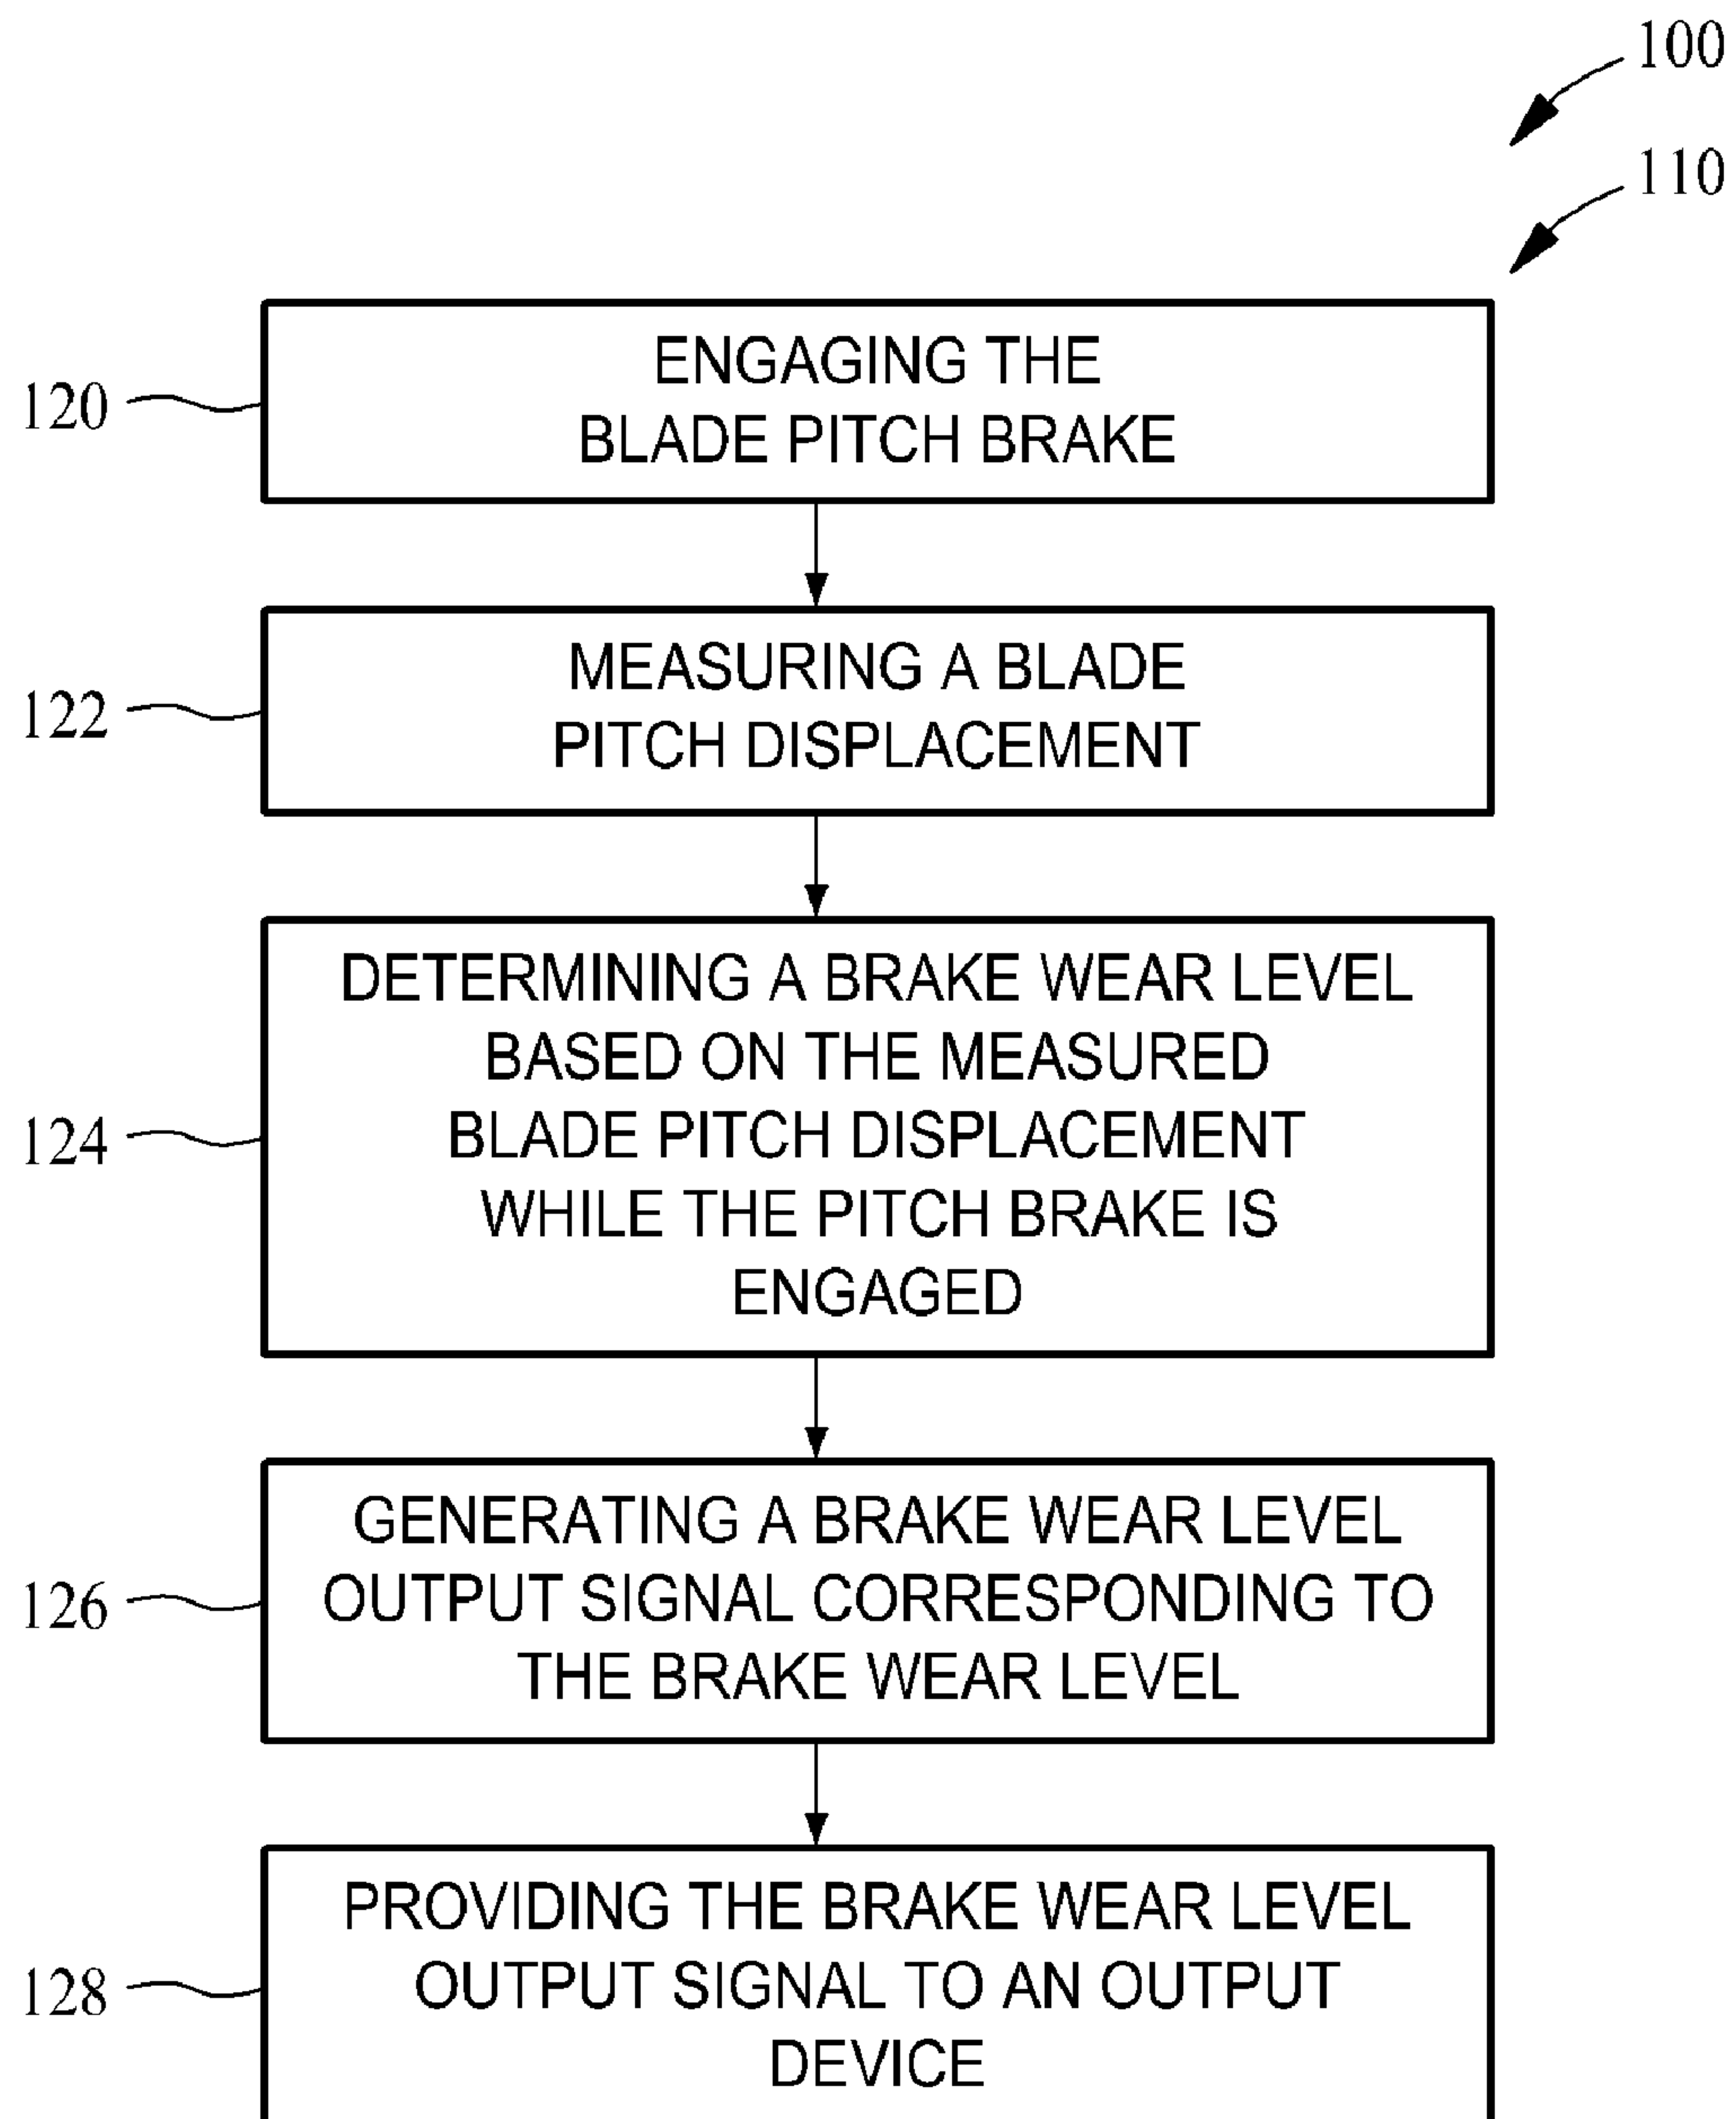 100
110
120
ENGAGING THE
BLADE PITCH BRAKE
122
MEASURING A BLADE
PITCH DISPLACEMENT
124
DETERMINING A BRAKE WEAR LEVEL
BASED ON THE MEASURED
BLADE PITCH DISPLACEMENT
WHILE THE PITCH BRAKE IS
ENGAGED
126
GENERATING A BRAKE WEAR LEVEL
OUTPUT SIGNAL CORRESPONDING TO
THE BRAKE WEAR LEVEL
128
PROVIDING THE BRAKE WEAR LEVEL
OUTPUT SIGNAL TO AN OUTPUT
DEVICE